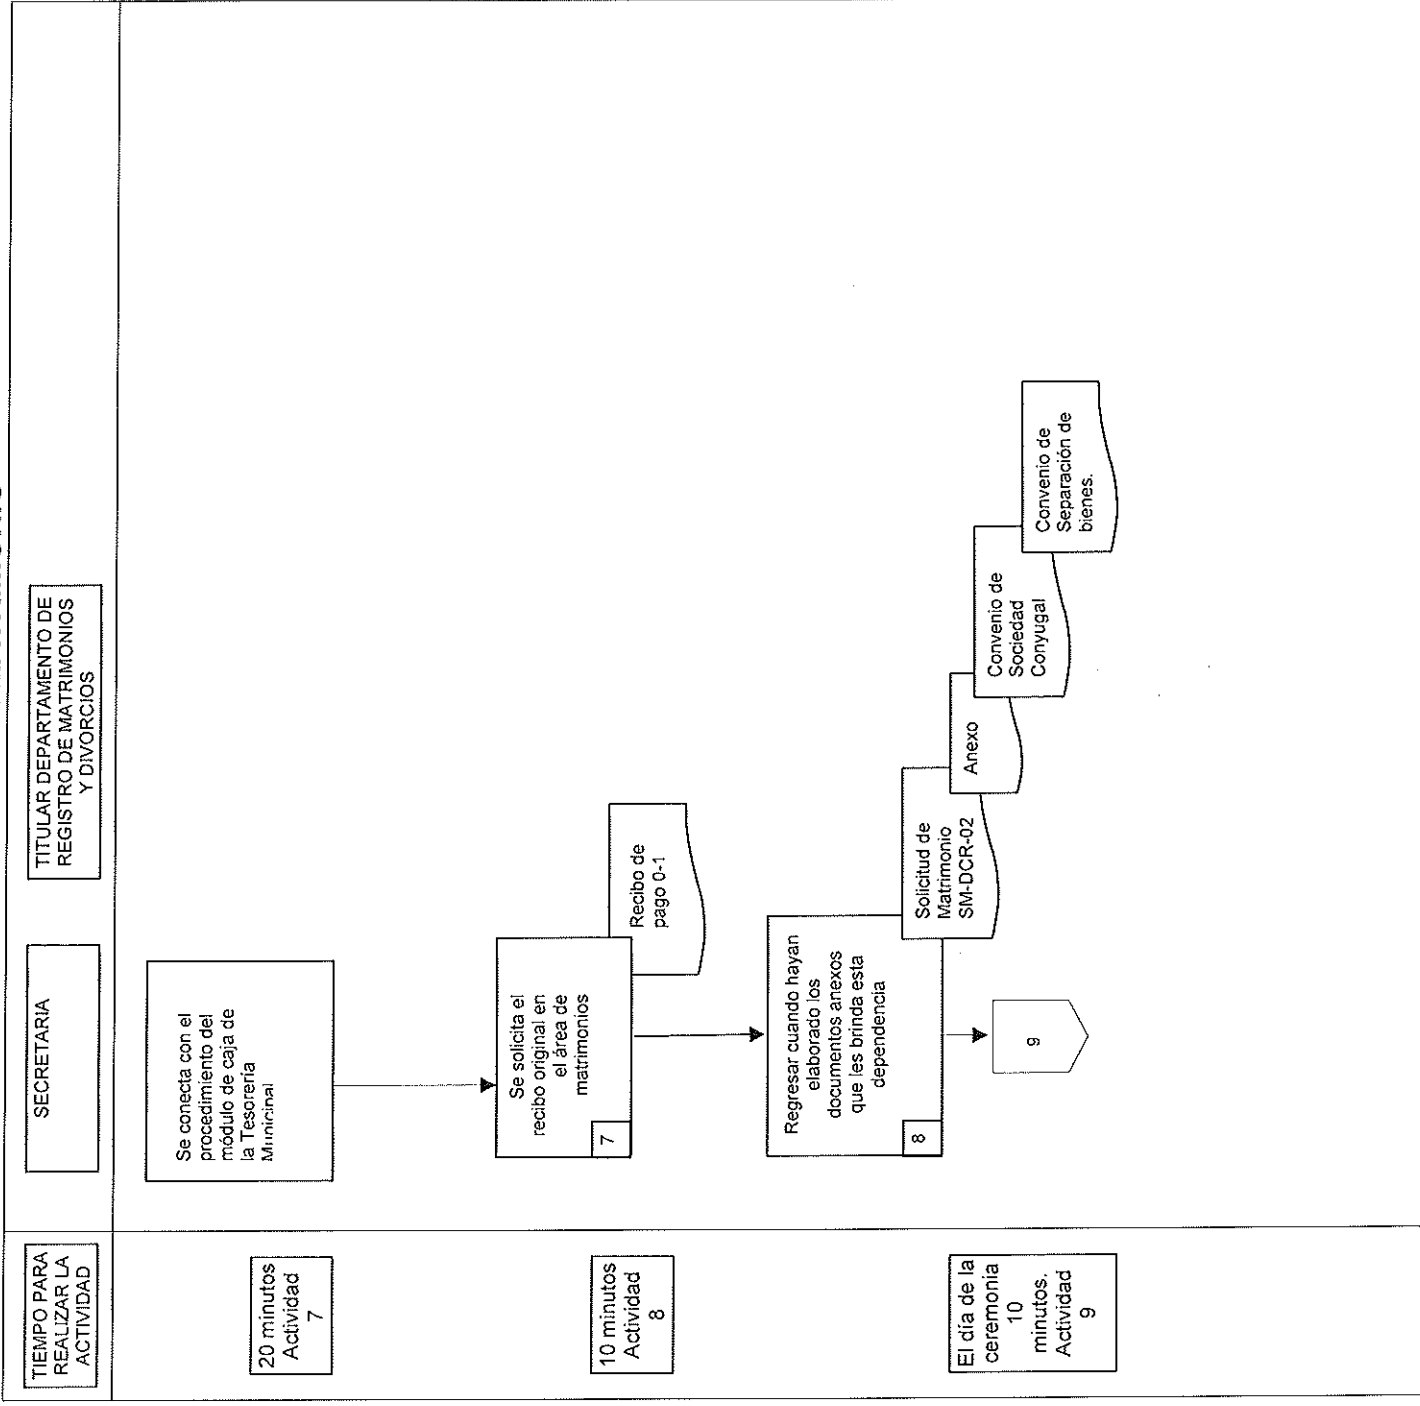 TIEMPO PARA
REALIZAR LA
ACTIVIDAD
SECRETARIA
TITULAR DEPARTAMENTO DE
REGISTRO DE MATRIMONIOS
Y DIVORCIOS
20 minutos
Actividad
7
Se conecta con el
procedimiento del
módulo de caja de
la Tesorería
Municipal
10 minutos
Actividad
8
Se solicita el
recibo original en
el área de
matrimonios
7
Recibo de
pago 0-1
El día de la
ceremonia
10
minutos.
Actividad
9
Regresar cuando hayan
elaborado los
documentos anexos
que les brinda esta
dependencia
8
Solicitud de
Matrimonio
SM-DCR-02
Anexo
Convenio de
Sociedad
Conyugal
Convenio de
Separación de
bienes.
9